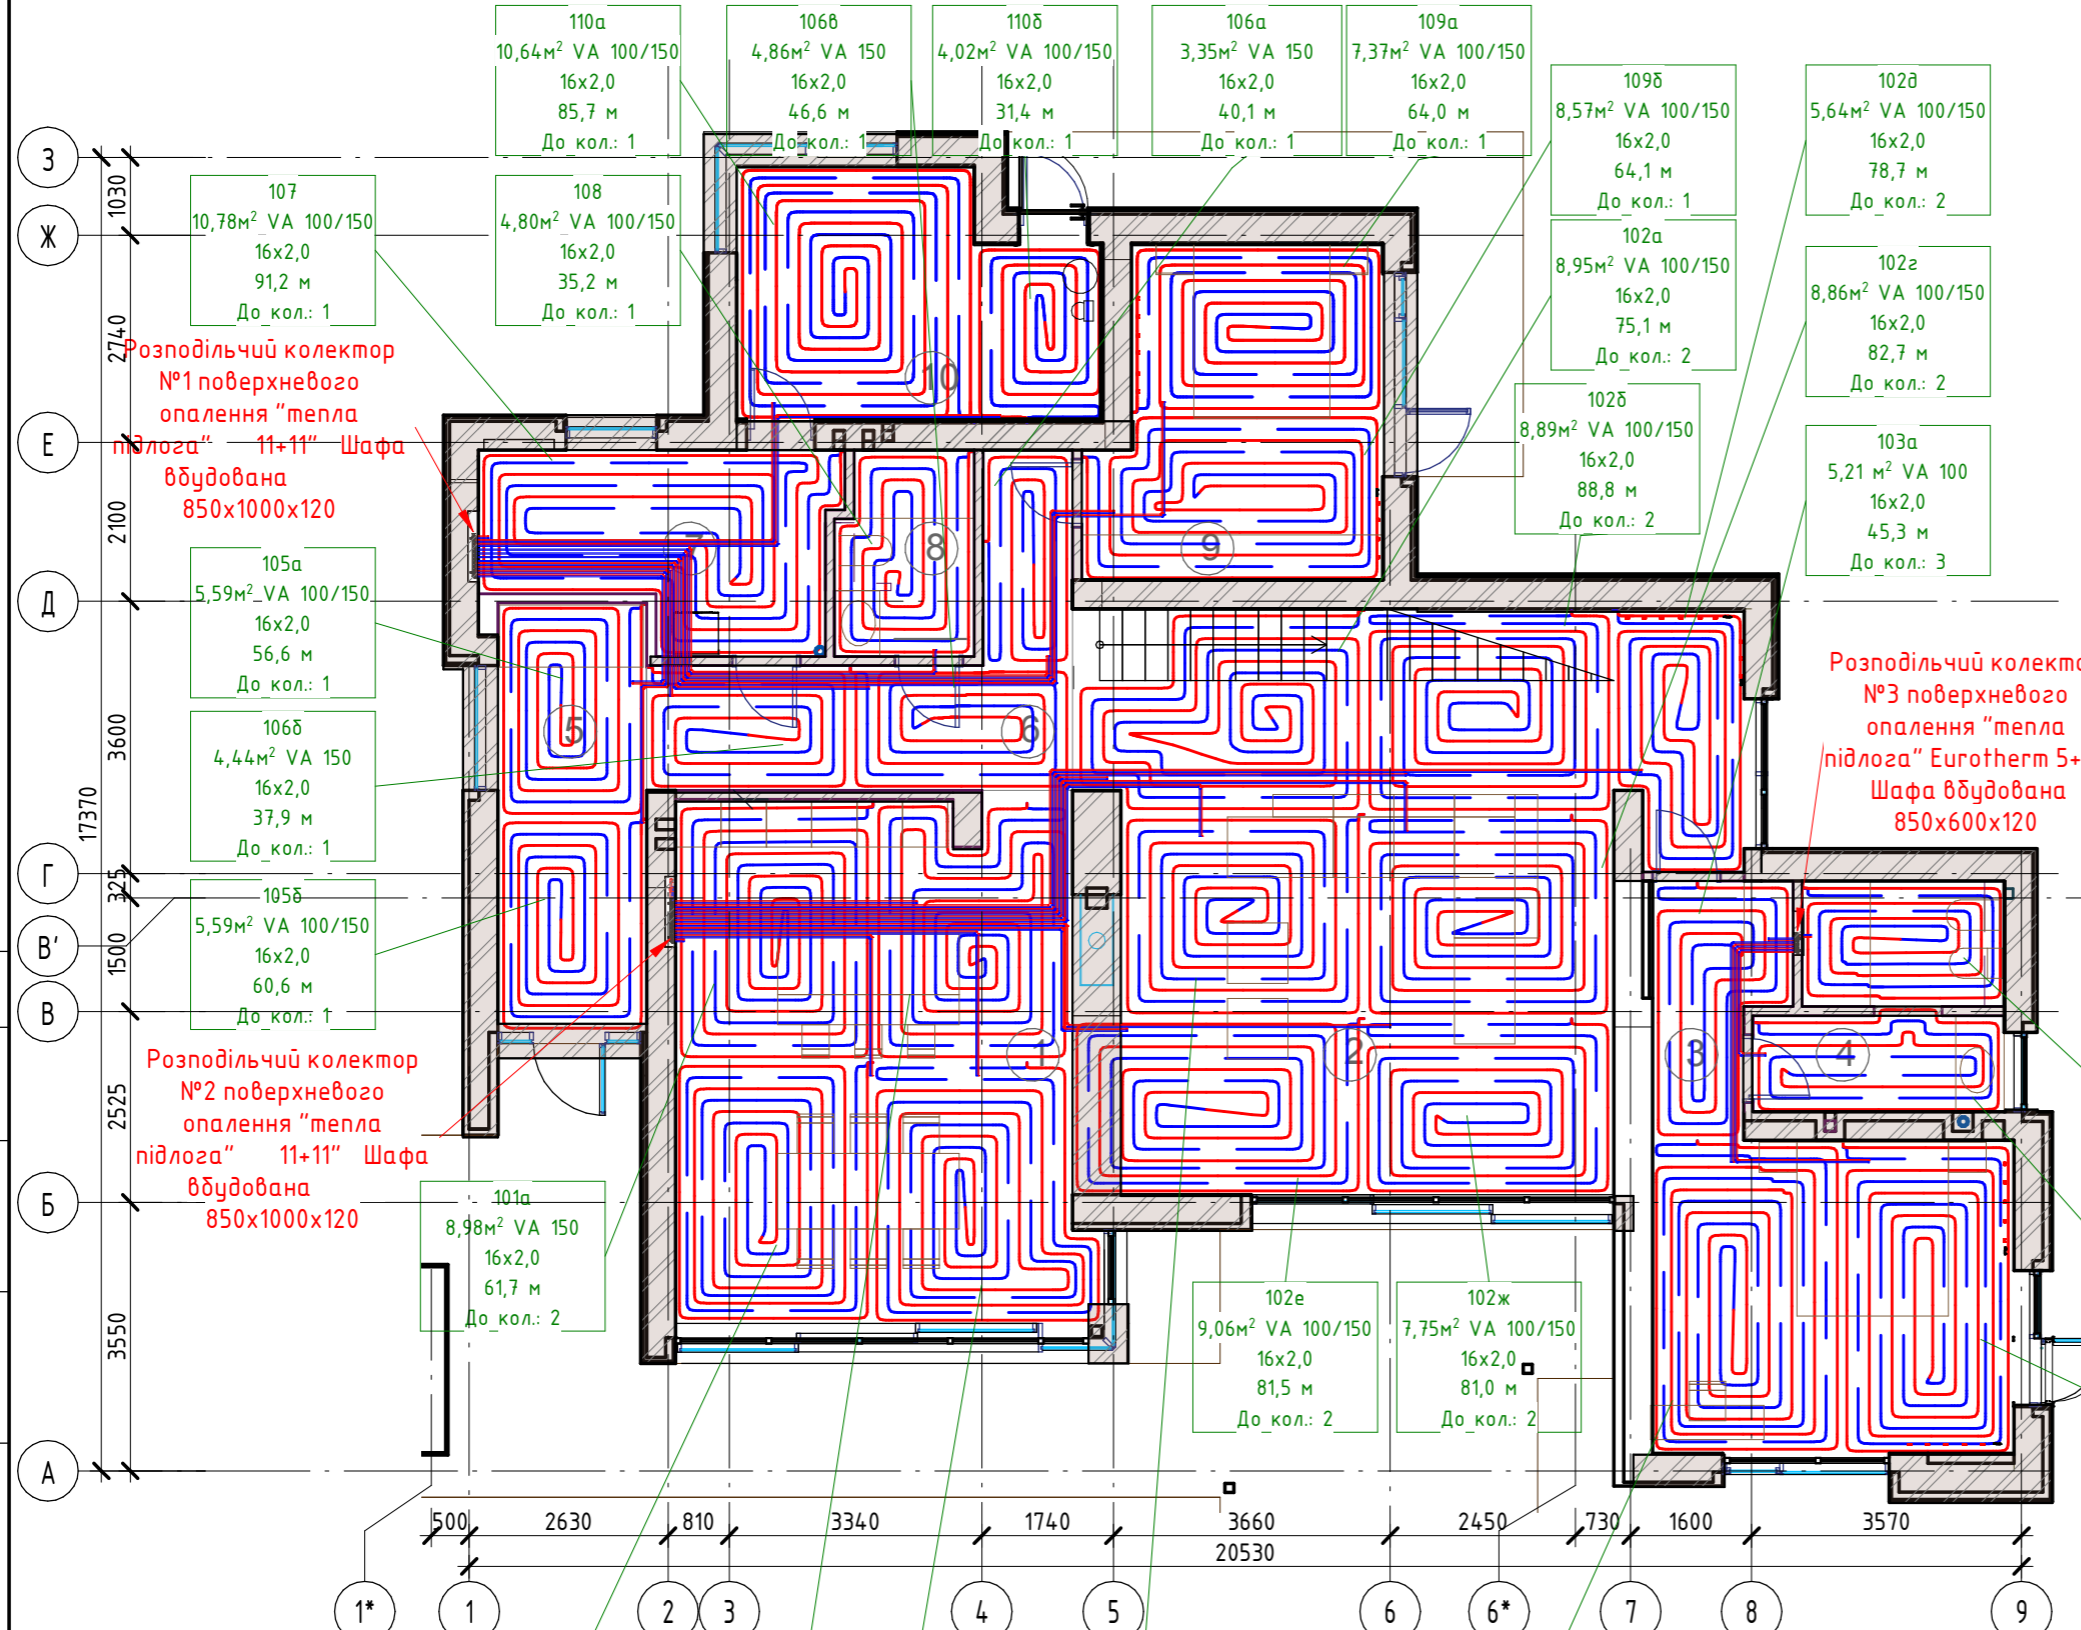 110а
10,64м² VA 100/150
16х2,0
85,7 м
До кол.: 1
106в
4,86м² VA 150
16х2,0
46,6 м
До кол.: 1
110б
4,02м² VA 100/150
16х2,0
31,4 м
До кол.: 1
106а
3,35м² VA 150
16х2,0
40,1 м
До кол.: 1
109а
7,37м² VA 100/150
16х2,0
64,0 м
До кол.: 1
109б
8,57м² VA 100/150
16х2,0
64,1 м
До кол.: 1
102д
5,64м² VA 100/150
16х2,0
78,7 м
До кол.: 2
107
10,78м² VA 100/150
16х2,0
91,2 м
До кол.: 1
108
4,80м² VA 100/150
16х2,0
35,2 м
До кол.: 1
102а
8,95м² VA 100/150
16х2,0
75,1 м
До кол.: 2
102г
8,86м² VA 100/150
16х2,0
82,7 м
До кол.: 2
102б
8,89м² VA 100/150
16х2,0
88,8 м
До кол.: 2
103а
5,21 м² VA 100
16х2,0
45,3 м
До кол.: 3
Розподільчий колектор
№1 поверхневого
опалення "тепла
підлога" 11+11" Шафа
вбудована
850х1000х120
105а
5,59м² VA 100/150
16х2,0
56,6 м
До кол.: 1
106б
4,44м² VA 150
16х2,0
37,9 м
До кол.: 1
105б
5,59м² VA 100/150
16х2,0
60,6 м
До кол.: 1
Розподільчий колекто
№3 поверхневого
опалення "тепла
підлога" Eurotherm 5+
Шафа вбудована
850х600х120
Розподільчий колектор
№2 поверхневого
опалення "тепла
підлога" 11+11" Шафа
вбудована
850х1000х120
101а
8,98м² VA 150
16х2,0
61,7 м
До кол.: 2
102е
9,06м² VA 100/150
16х2,0
81,5 м
До кол.: 2
102ж
7,75м² VA 100/150
16х2,0
81,0 м
До кол.: 2
10
7
8
9
5
6
1
2
3
4
З
Ж
Е
Д
Г
В'
В
Б
А
1030
2740
2100
3600
325
1500
2525
3550
17370
500
2630
810
3340
1740
3660
2450
730
1600
3570
20530
1*
1
2
3
4
5
6
6*
7
8
9